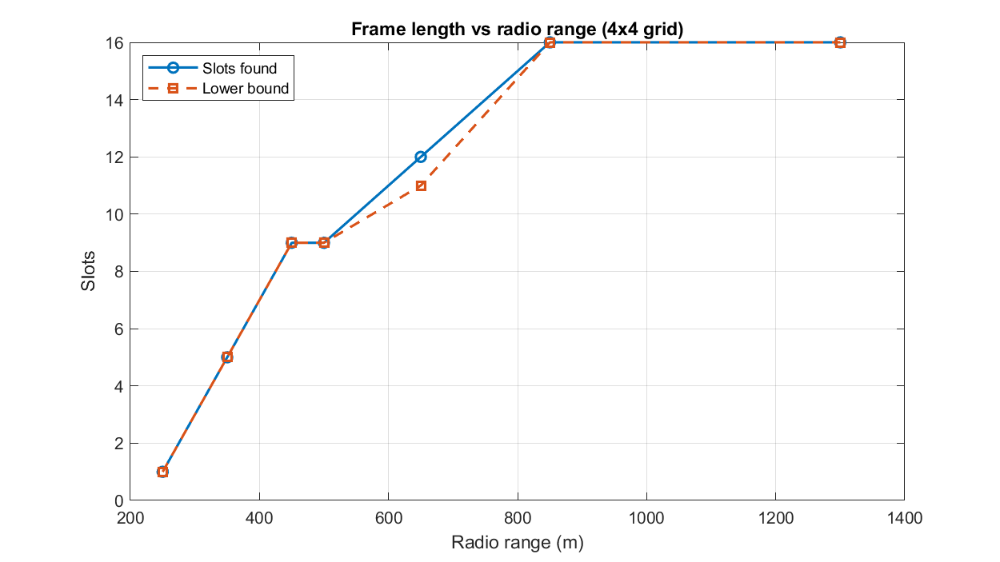 Frame length vs radio range (4x4 grid)
Slots found
Lower bound
16
14
12
10
8
6
4
2
0
Slots
200 400 600 800 1000 1200 1400
Radio range (m)